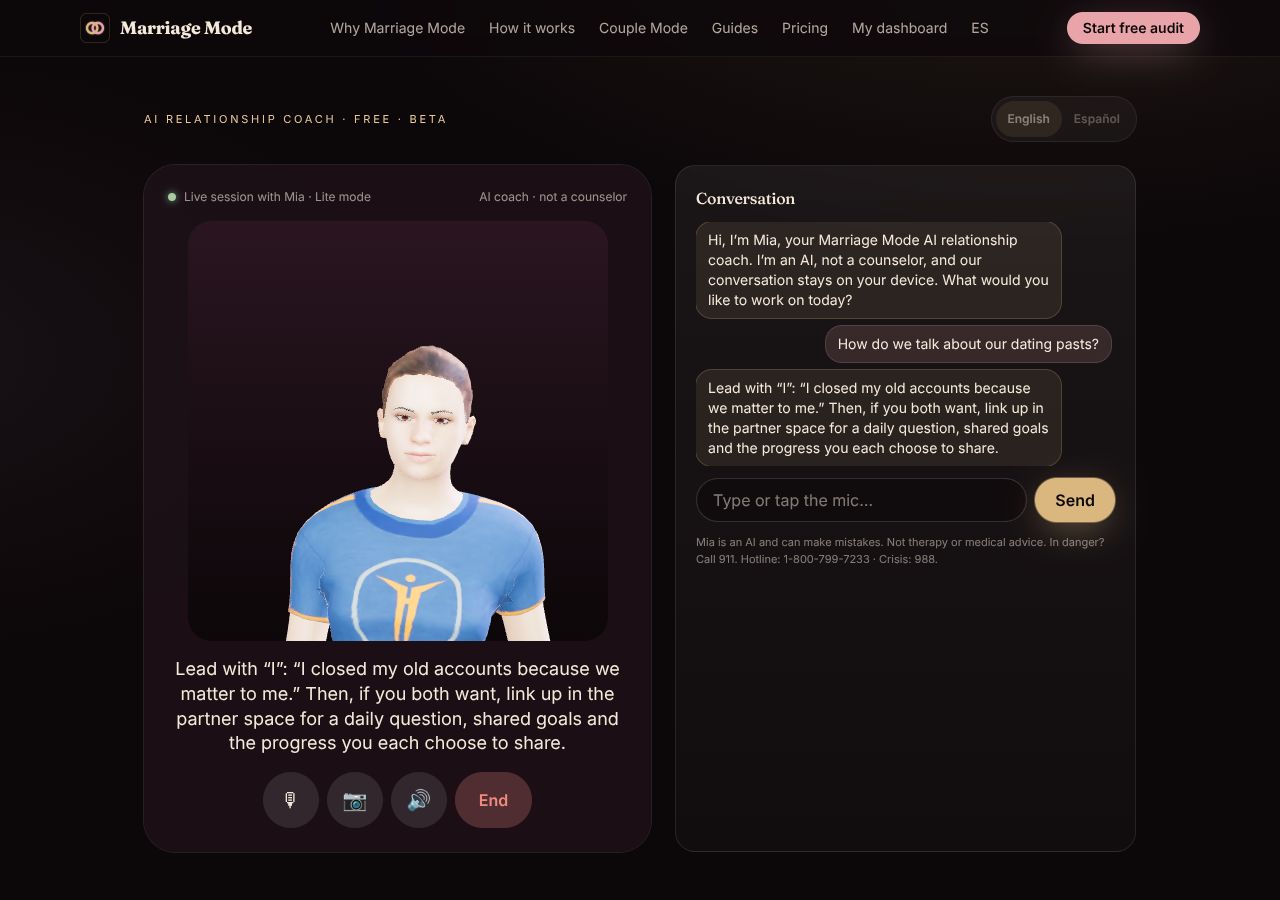 Marriage Mode
Why Marriage Mode
How it works
Couple Mode
Guides
Pricing
My dashboard
ES
Start free audit
AI RELATIONSHIP COACH · FREE · BETA
English
Español
Live session with Mia · Lite mode
AI coach · not a counselor
Lead with “I”: “I closed my old accounts because we
matter to me.” Then, if you both want, link up in the
partner space for a daily question, shared goals and
the progress you each choose to share.
End
Conversation
Hi, I’m Mia, your Marriage Mode AI relationship
coach. I’m an AI, not a counselor, and our
conversation stays on your device. What would you
like to work on today?
How do we talk about our dating pasts?
Lead with “I”: “I closed my old accounts because
we matter to me.” Then, if you both want, link up in
the partner space for a daily question, shared goals
and the progress you each choose to share.
Type or tap the mic…
Send
Mia is an AI and can make mistakes. Not therapy or medical advice. In danger?
Call 911. Hotline: 1-800-799-7233 · Crisis: 988.